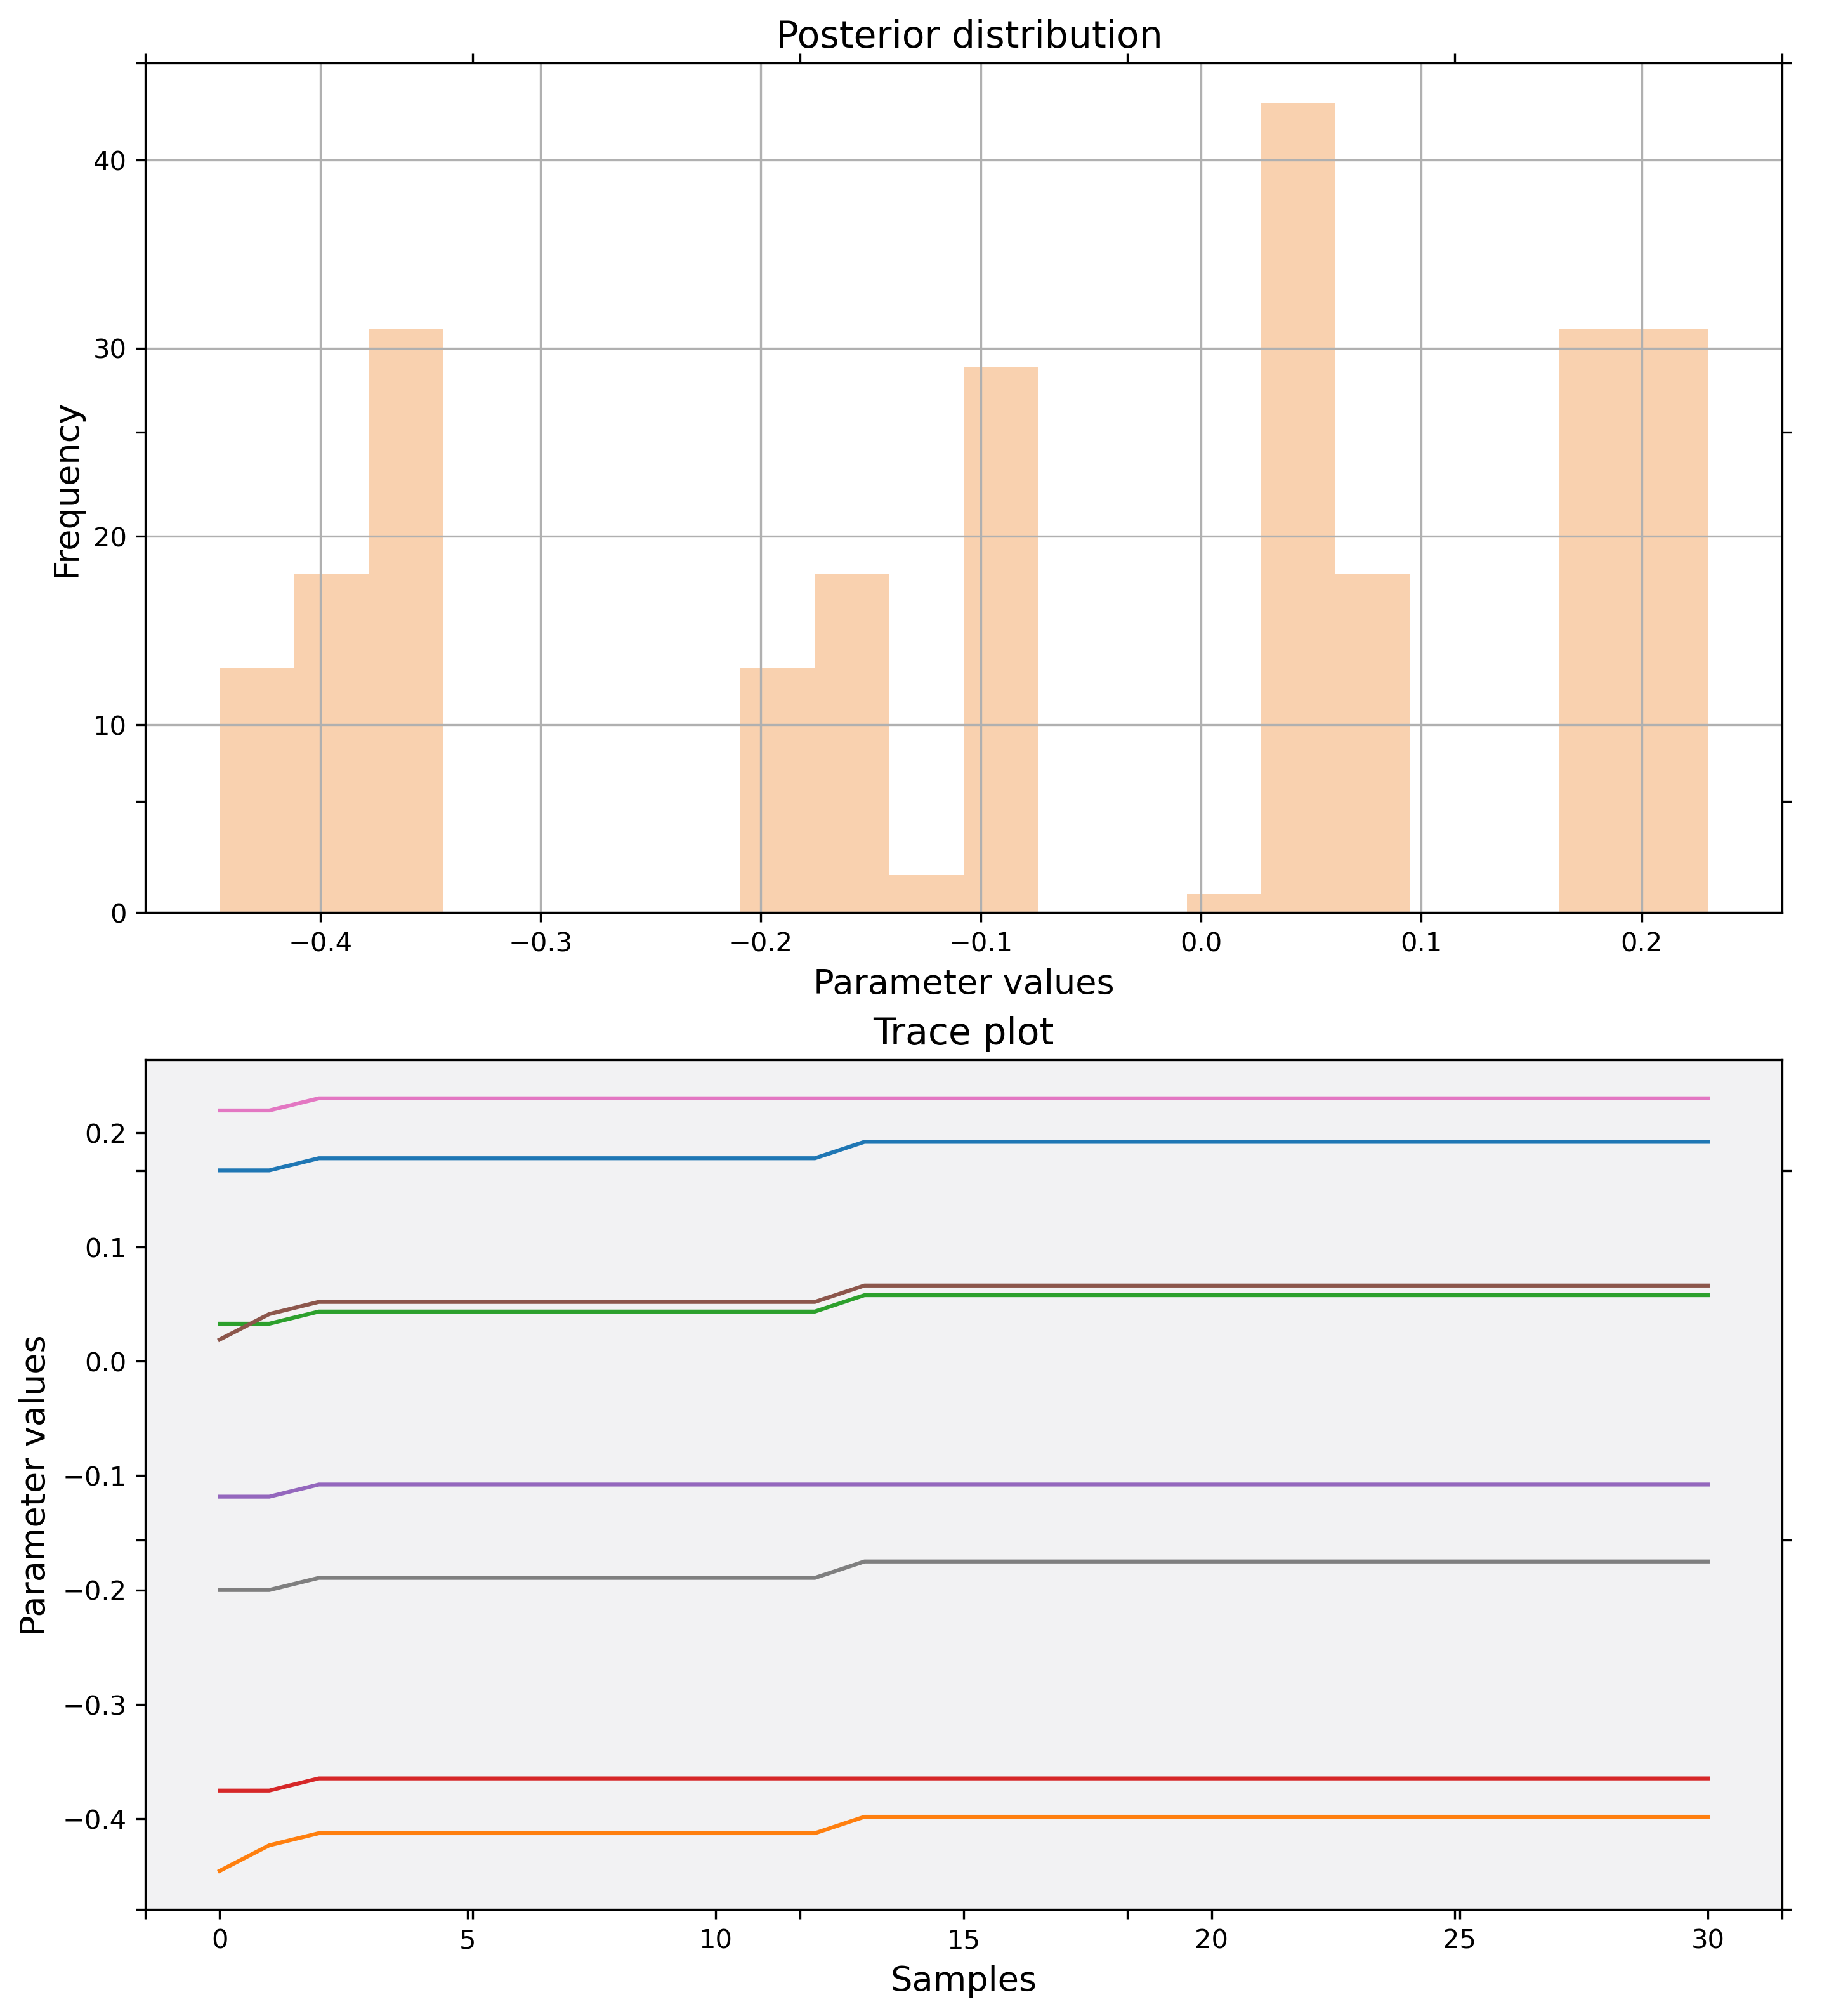 Posterior distribution
Frequency
40
30
20
10
0
−0.4 −0.3 −0.2 −0.1 0.0 0.1 0.2
Parameter values
Trace plot
Parameter values
0.2
0.1
0.0
−0.1
−0.2
−0.3
−0.4
0 5 10 15 20 25 30
Samples